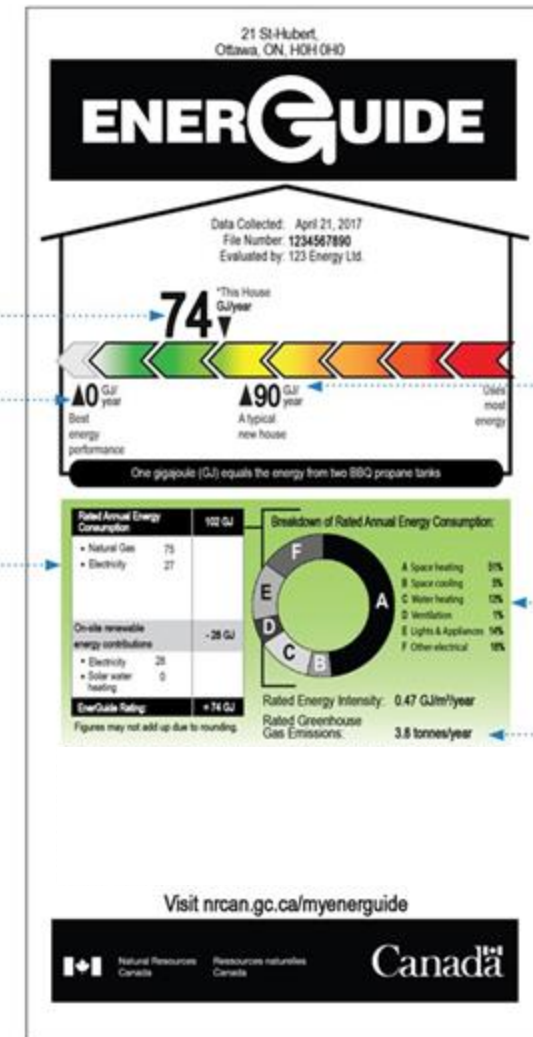 21 St-Hubert,
Ottawa, ON, H0H 0H0
ENERGUIDE
Data Collected: April 21, 2017
File Number: 1234567890
Evaluated by: 123 Energy Ltd.
74
*This House
GJ/year
0 GJ/
year
Best
energy
performance
90 GJ/
year
A typical
new house
Uses
most
energy
One gigajoule (GJ) equals the energy from two BBQ propane tanks
Rated Annual Energy
Consumption
102 GJ
• Natural Gas 75
• Electricity 27
On-site renewable
energy contributions
- 28 GJ
• Electricity 28
• Solar water 0
heating
EnerGuide Rating: = 74 GJ
Figures may not add up due to rounding.
Breakdown of Rated Annual Energy Consumption:
F
E
D
C
B
A
A Space heating 51%
B Space cooling 5%
C Water heating 12%
D Ventilation 1%
E Lights & Appliances 14%
F Other electrical 18%
Rated Energy Intensity: 0.47 GJ/m²/year
Rated Greenhouse
Gas Emissions: 3.8 tonnes/year
Visit nrcan.gc.ca/myenerguide
Natural Resources
Canada
Ressources naturelles
Canada
Canada